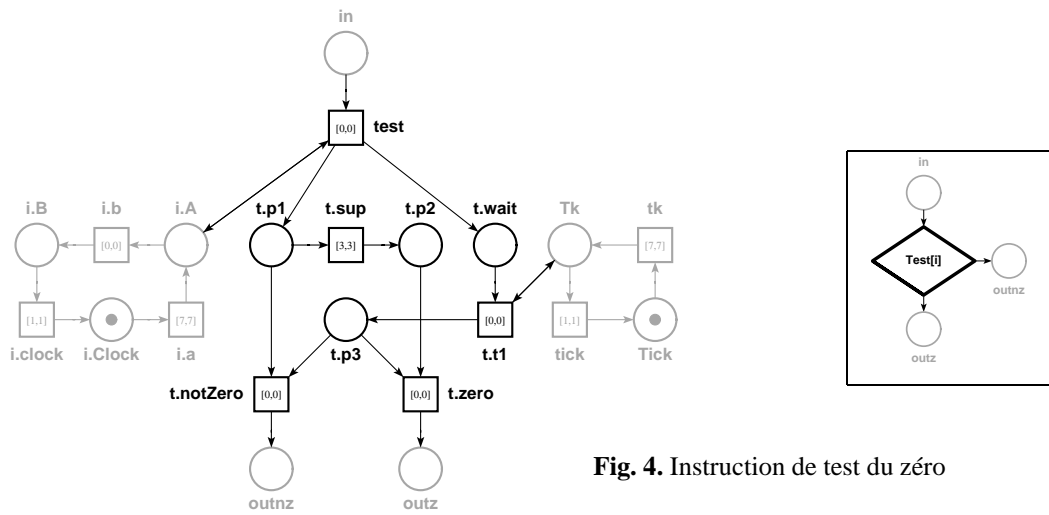 in
[0,0] test
i.B i.b i.A t.p1 t.sup t.p2 t.wait Tk tk
[0,0] [3,3] [7,7]
[1,1] [7,7] [0,0] [1,1]
i.clock i.Clock i.a t.p3 t.t1 tick Tick
t.notZero [0,0] [0,0] t.zero
outnz outz
in
Test[i]
outnz
outz
Fig. 4. Instruction de test du zéro